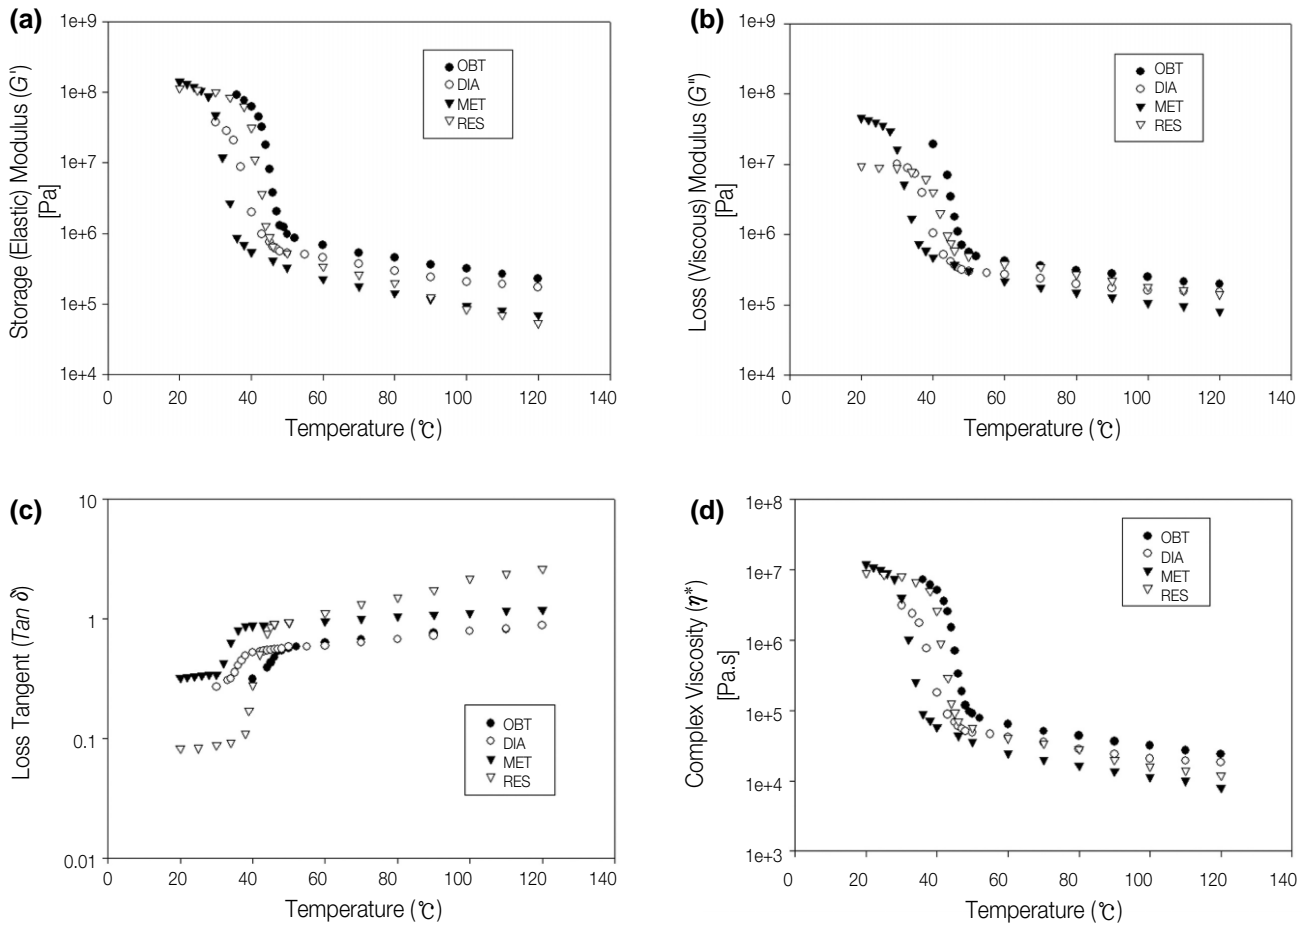 (a)
Storage (Elastic) Modulus (G')
[Pa]
1e+9
1e+8
1e+7
1e+6
1e+5
1e+4
OBT
DIA
MET
RES
0 20 40 60 80 100 120 140
Temperature (℃)
(b)
Loss (Viscous) Modulus (G")
[Pa]
1e+9
1e+8
1e+7
1e+6
1e+5
1e+4
OBT
DIA
MET
RES
0 20 40 60 80 100 120 140
Temperature (℃)
(c)
Loss Tangent (Tan δ)
10
1
0.1
0.01
OBT
DIA
MET
RES
0 20 40 60 80 100 120 140
Temperature (℃)
(d)
Complex Viscosity (η*)
[Pa.s]
1e+8
1e+7
1e+6
1e+5
1e+4
1e+3
OBT
DIA
MET
RES
0 20 40 60 80 100 120 140
Temperature (℃)